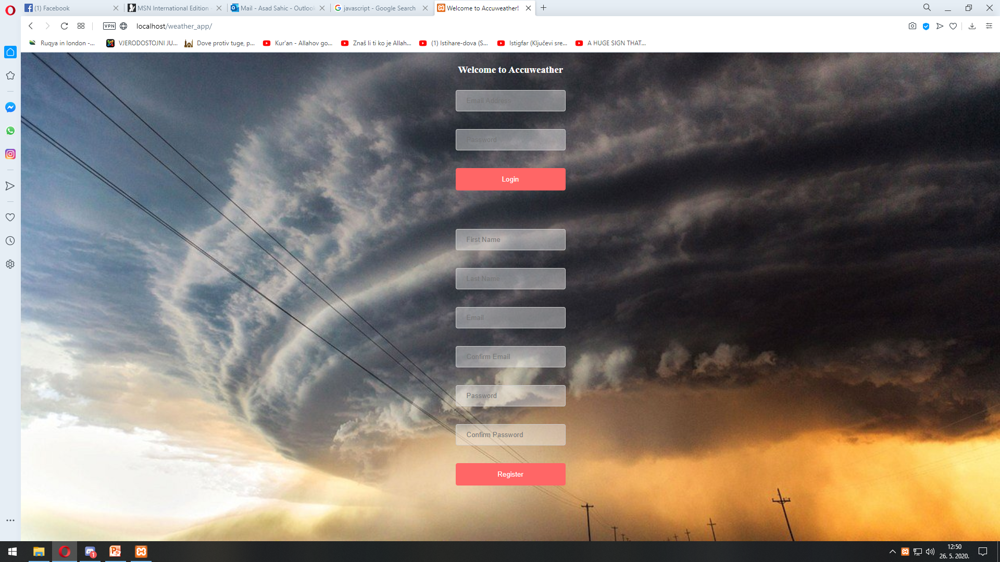 (1) Facebook
MSN International Edition
Mail - Asad Sahic - Outlook
javascript - Google Search
Welcome to Accuweather!
VPN
localhost/weather_app/
Ruqya in london -...
VJERODOSTOJNI JU...
Dove protiv tuge, p...
Kur'an - Allahov go...
Znaš li ti ko je Allah...
(1) Istihare-dova (S...
Istigfar (Ključevi sre...
A HUGE SIGN THAT...
Welcome to Accuweather
Email Address
Password
Login
First Name
Last Name
Email
Confirm Email
Password
Confirm Password
Register
1
12:50
26. 5. 2020.